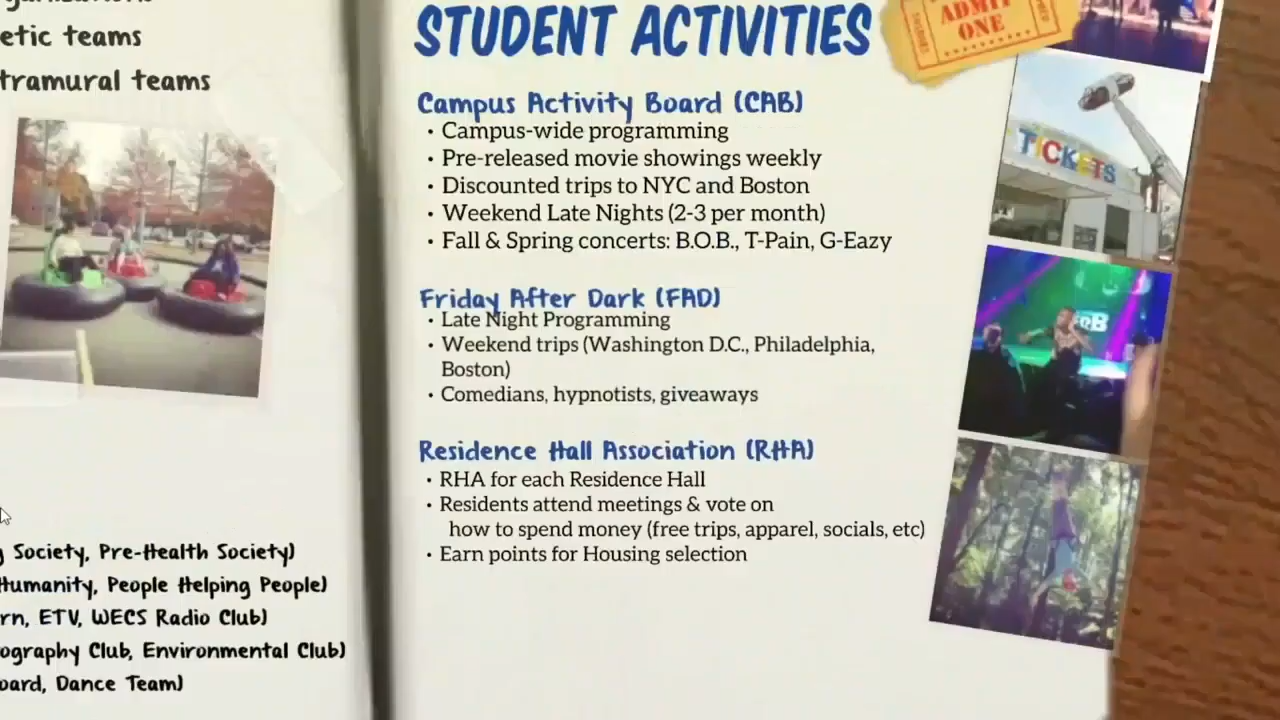 etic teams
tramural teams
Society, Pre-Health Society)
Humanity, People Helping People)
rn, ETV, WECS Radio Club)
ography Club, Environmental Club)
oard, Dance Team)
STUDENT ACTIVITIES
ADMIT
ONE
Campus Activity Board (CAB)
• Campus-wide programming
• Pre-released movie showings weekly
• Discounted trips to NYC and Boston
• Weekend Late Nights (2-3 per month)
• Fall & Spring concerts: B.O.B., T-Pain, G-Eazy
Friday After Dark (FAD)
• Late Night Programming
• Weekend trips (Washington D.C., Philadelphia,
Boston)
• Comedians, hypnotists, giveaways
Residence Hall Association (RHA)
• RHA for each Residence Hall
• Residents attend meetings & vote on
how to spend money (free trips, apparel, socials, etc)
• Earn points for Housing selection
TICKETS